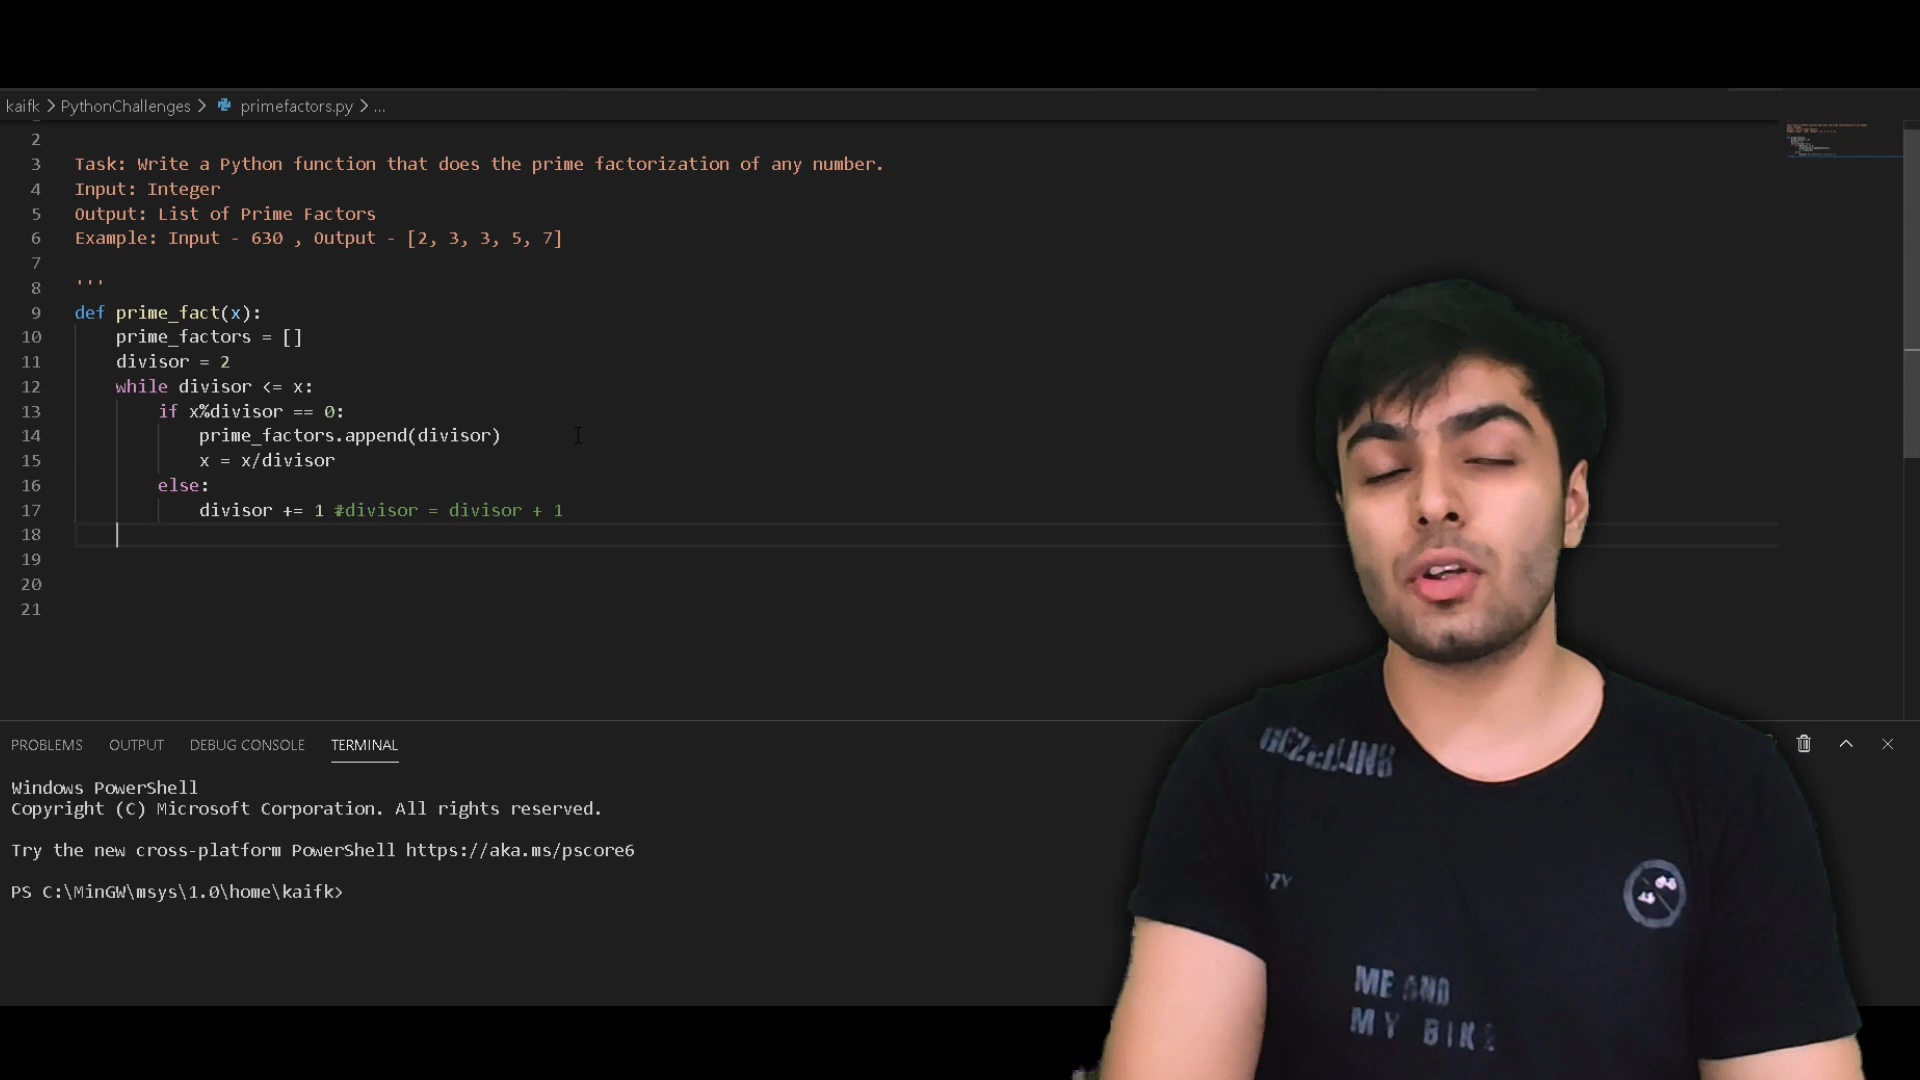 kaifk > PythonChallenges > primefactors.py > ...
2
3 Task: Write a Python function that does the prime factorization of any number.
4 Input: Integer
5 Output: List of Prime Factors
6 Example: Input - 630 , Output - [2, 3, 3, 5, 7]
7
8 '''
9 def prime_fact(x):
10 prime_factors = []
11 divisor = 2
12 while divisor <= x:
13 if x%divisor == 0:
14 prime_factors.append(divisor)
15 x = x/divisor
16 else:
17 divisor += 1 #divisor = divisor + 1
18
19
20
21
PROBLEMS OUTPUT DEBUG CONSOLE TERMINAL
Windows PowerShell
Copyright (C) Microsoft Corporation. All rights reserved.
Try the new cross-platform PowerShell https://aka.ms/pscore6
PS C:\MinGW\msys\1.0\home\kaifk>
ME AND
MY BIKE